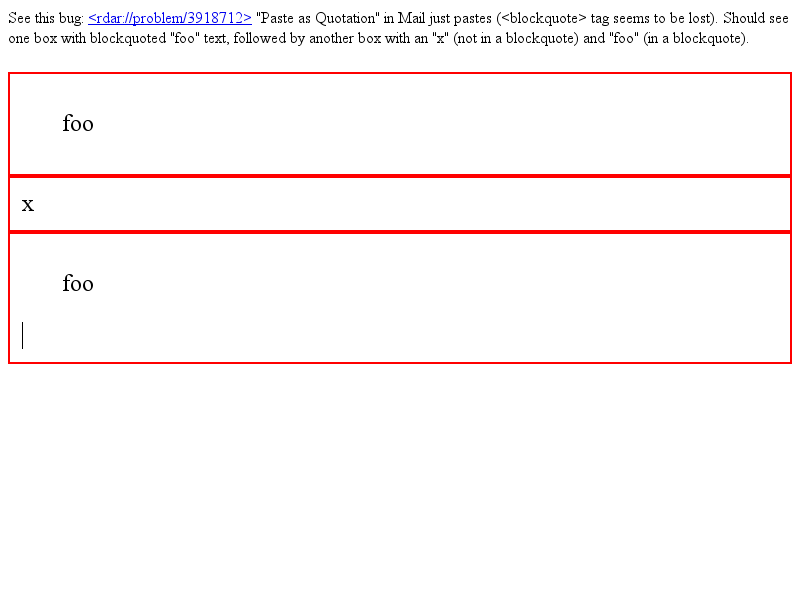 See this bug: <rdar://problem/3918712> "Paste as Quotation" in Mail just pastes (<blockquote> tag seems to be lost). Should see
one box with blockquoted "foo" text, followed by another box with an "x" (not in a blockquote) and "foo" (in a blockquote).
foo
x
foo